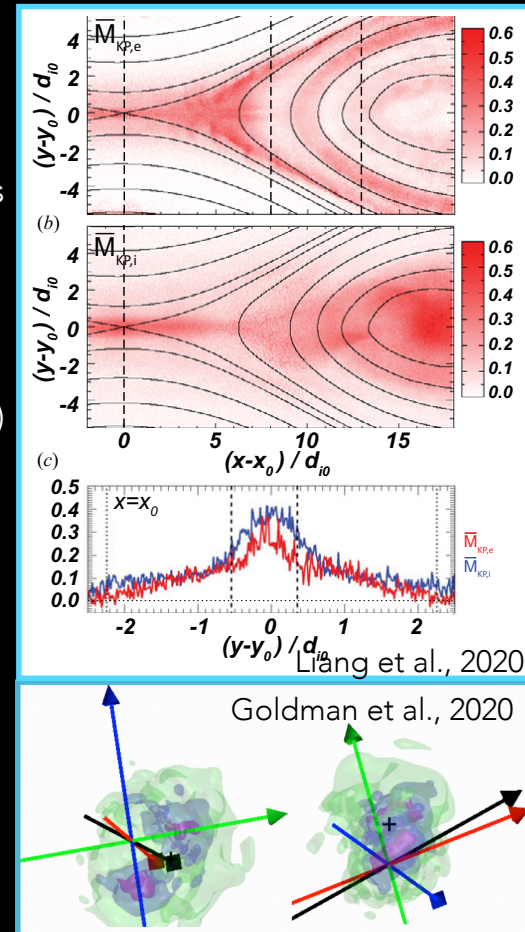 M̅KP,e
(y-y0) / di0
4
2
0
-2
-4
0.6
0.5
0.4
0.3
0.2
0.1
0.0
s
(b)
M̅KP,i
(y-y0) / di0
4
2
0
-2
-4
0.6
0.5
0.4
0.3
0.2
0.1
0.0
)
0 5 10 15
(x-x0) / di0
(c)
x=x0
0.5
0.4
0.3
0.2
0.1
0.0
M̅KP,e
M̅KP,i
-2 -1 0 1 2
(y-y0) / di0
Liang et al., 2020
Goldman et al., 2020